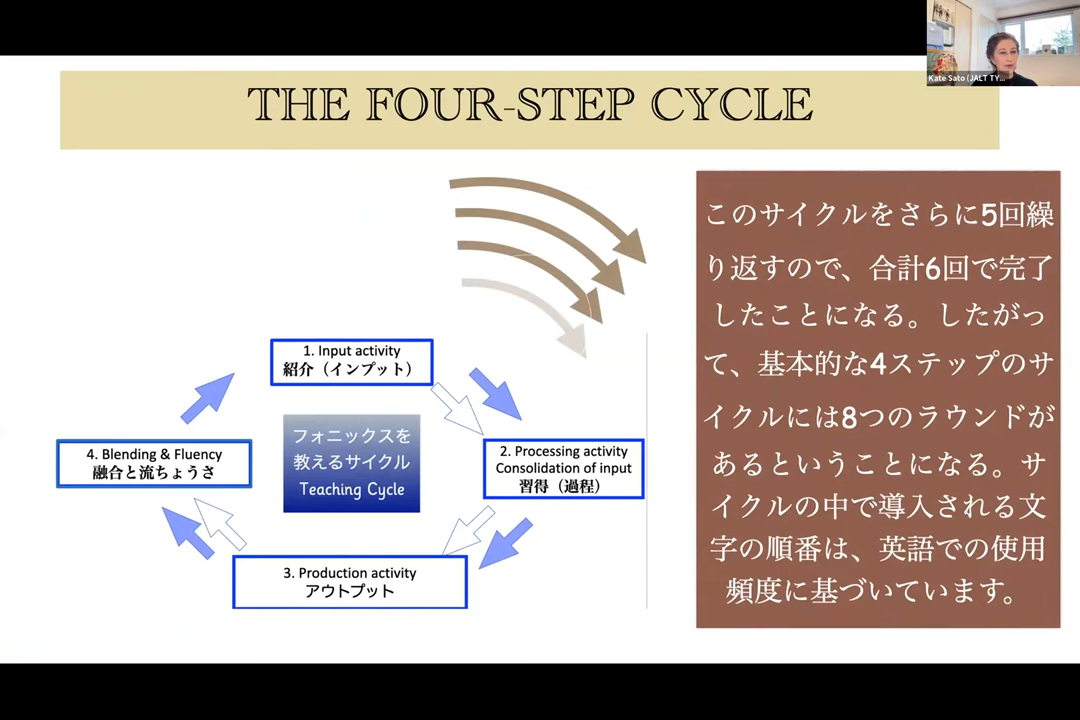 Kate Sato (JALT TY...
THE FOUR-STEP CYCLE
1. Input activity
紹介（インプット）
2. Processing activity
Consolidation of input
習得（過程）
3. Production activity
アウトプット
4. Blending & Fluency
融合と流ちょうさ
フォニックスを
教えるサイクル
Teaching Cycle
このサイクルをさらに5回繰
り返すので、合計6回で完了
したことになる。したがっ
て、基本的な4ステップのサ
イクルには8つのラウンドが
あるということになる。サ
イクルの中で導入される文
字の順番は、英語での使用
頻度に基づいています。